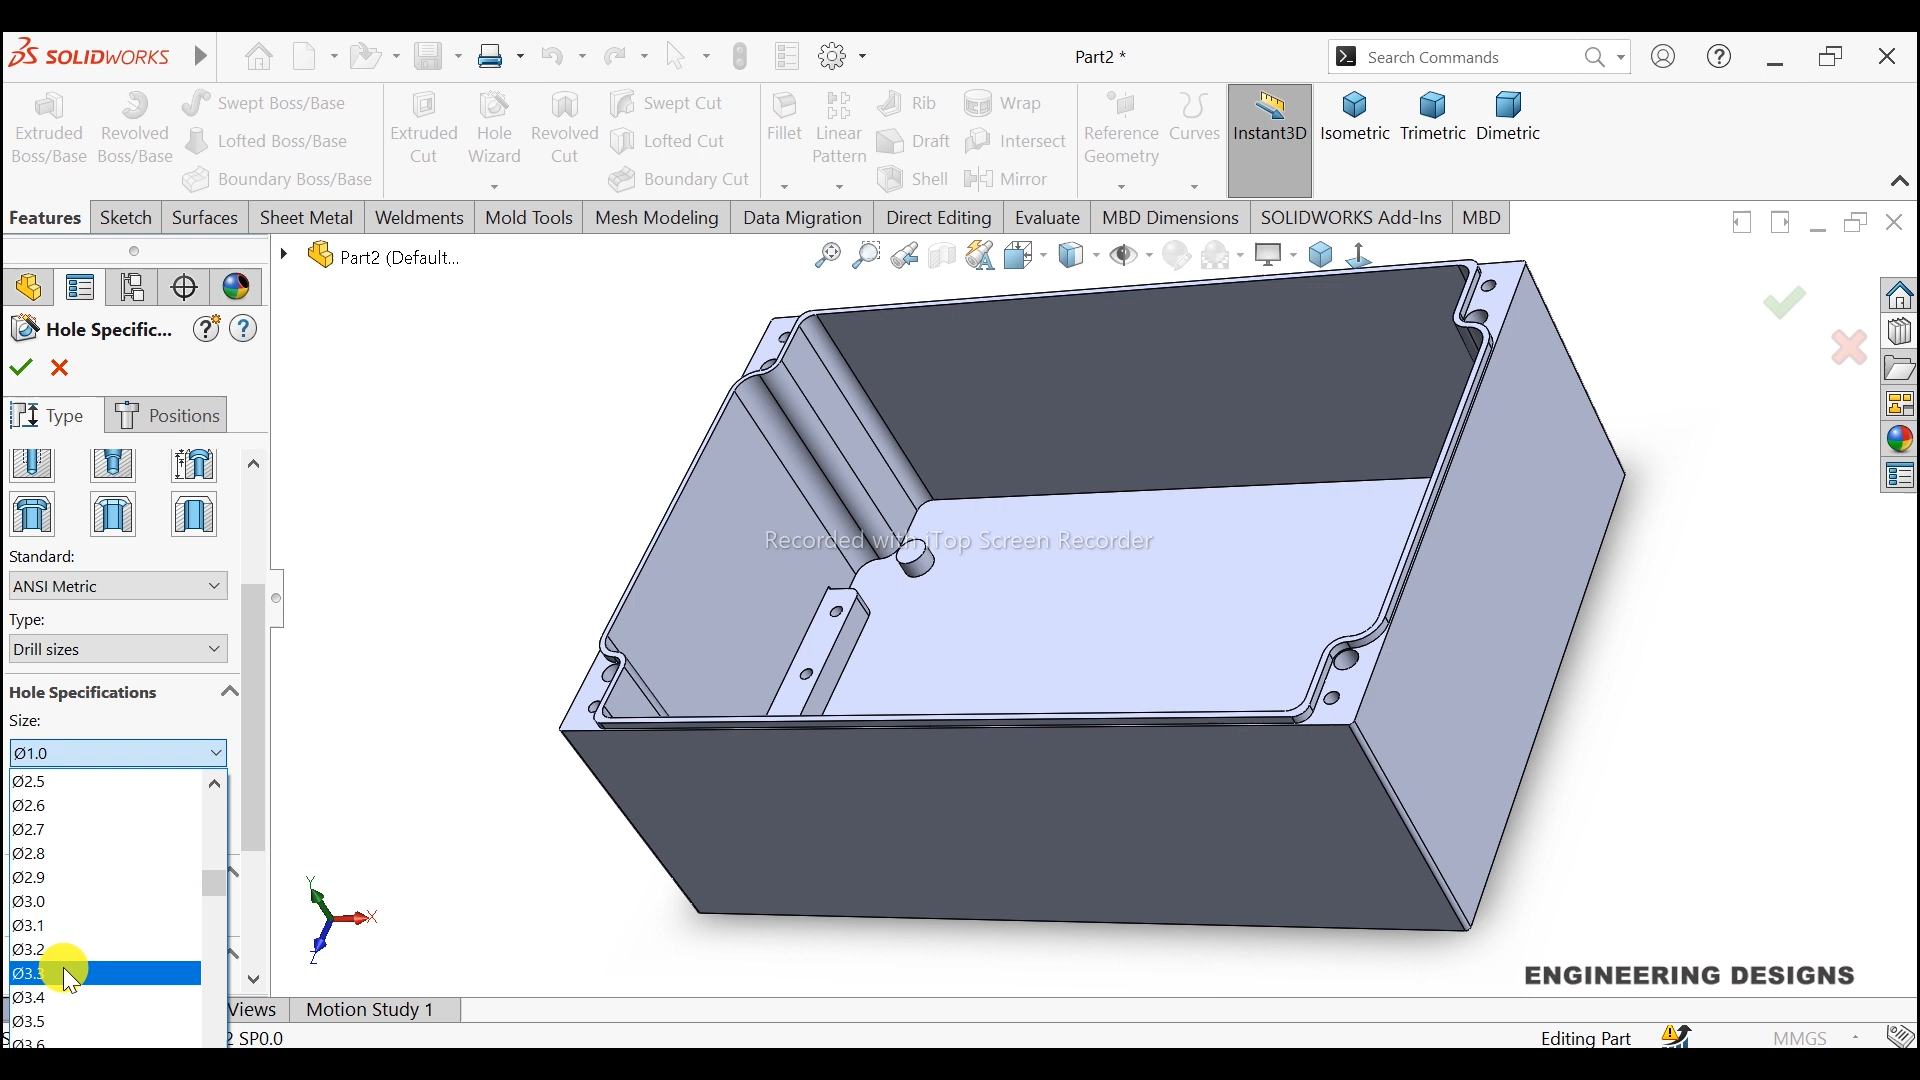 SOLIDWORKS
Part2 *
Search Commands
Extruded Boss/Base
Revolved Boss/Base
Swept Boss/Base
Lofted Boss/Base
Boundary Boss/Base
Extruded Cut
Hole Wizard
Revolved Cut
Swept Cut
Lofted Cut
Boundary Cut
Fillet
Linear Pattern
Rib
Draft
Shell
Wrap
Intersect
Mirror
Reference Geometry
Curves
Instant3D
Isometric
Trimetric
Dimetric
Features
Sketch
Surfaces
Sheet Metal
Weldments
Mold Tools
Mesh Modeling
Data Migration
Direct Editing
Evaluate
MBD Dimensions
SOLIDWORKS Add-Ins
MBD
Part2 (Default...
Hole Specific...
Type
Positions
Standard:
ANSI Metric
Type:
Drill sizes
Hole Specifications
Size:
Ø1.0
Ø2.5
Ø2.6
Ø2.7
Ø2.8
Ø2.9
Ø3.0
Ø3.1
Ø3.2
Ø3.3
Ø3.4
Ø3.5
Ø3.6
Recorded with iTop Screen Recorder
Y
X
Z
ENGINEERING DESIGNS
Views
Motion Study 1
2 SP0.0
Editing Part
MMGS